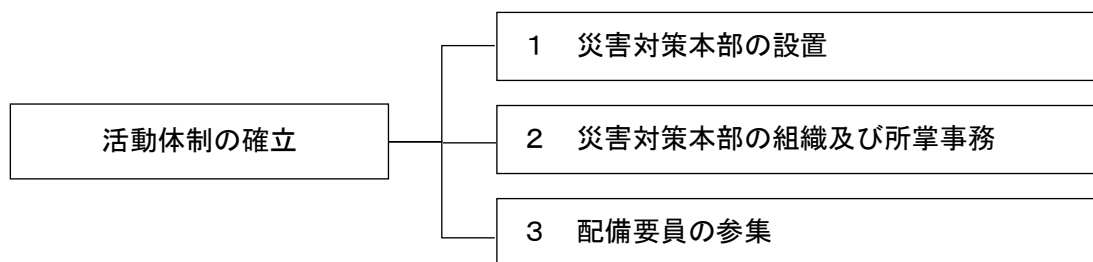 活動体制の確立
１　災害対策本部の設置
２　災害対策本部の組織及び所掌事務
３　配備要員の参集